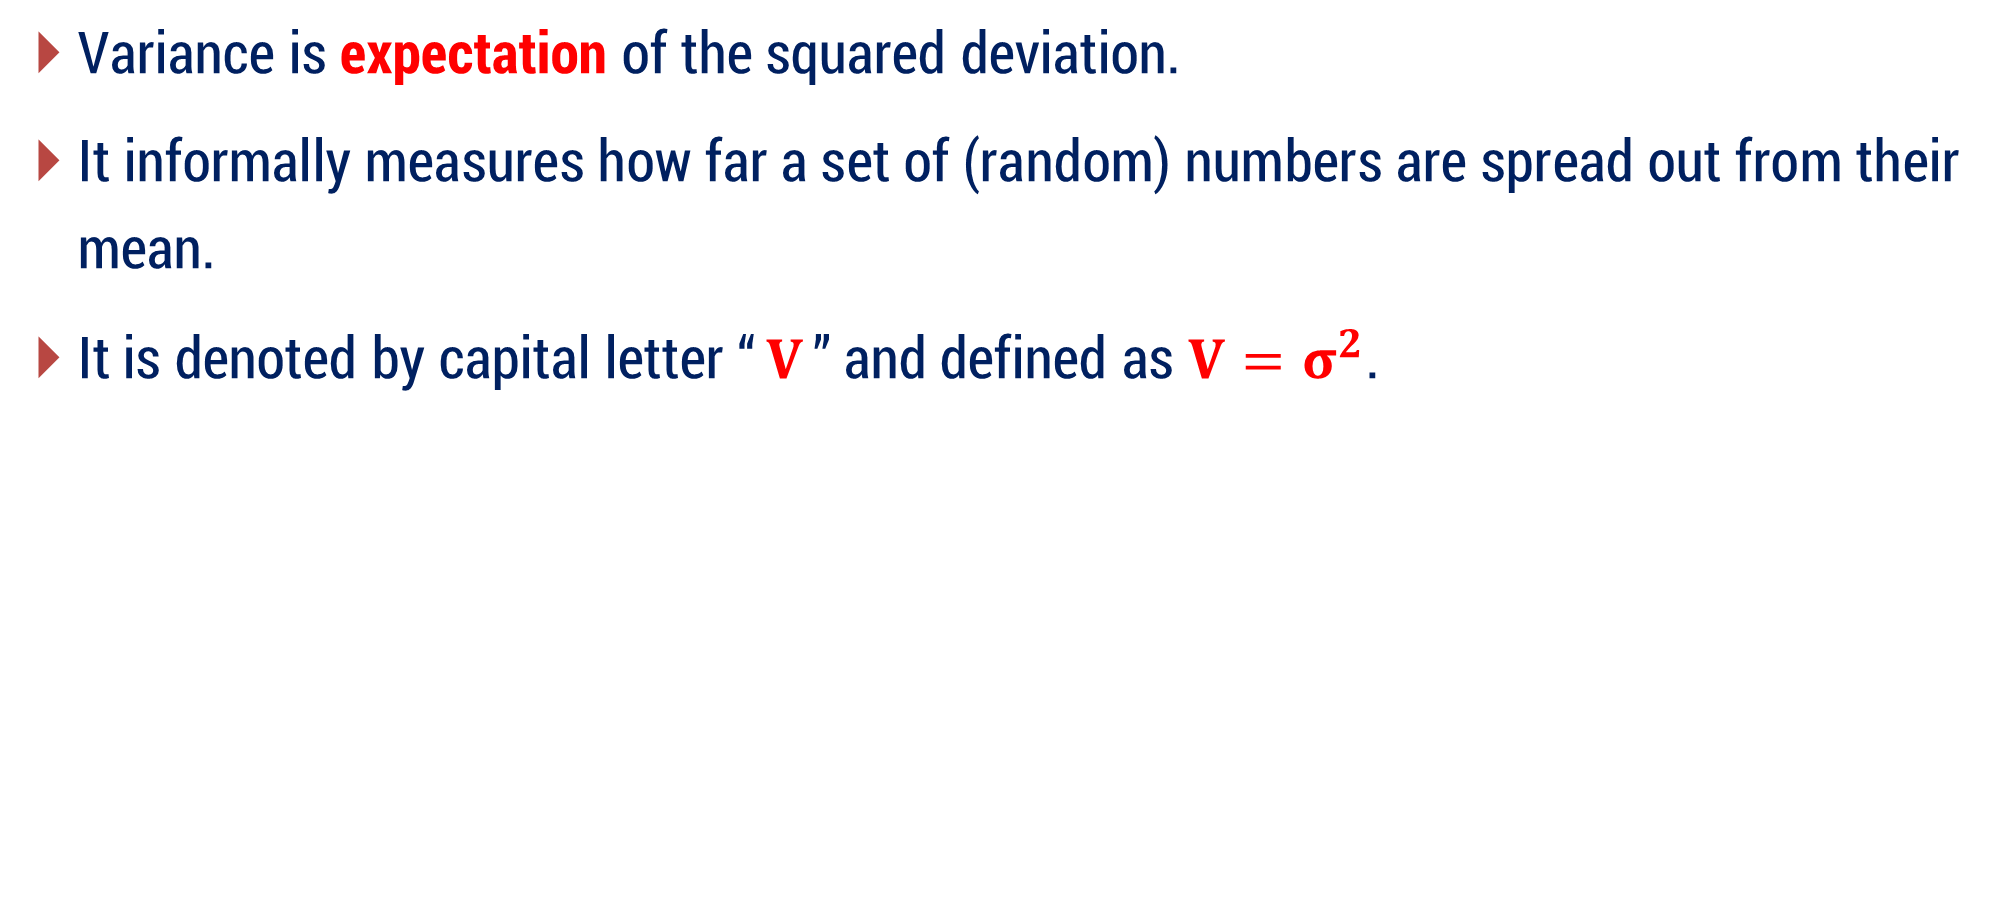 Variance is expectation of the squared deviation.
It informally measures how far a set of (random) numbers are spread out from their
mean.
It is denoted by capital letter “ V ” and defined as V = σ².